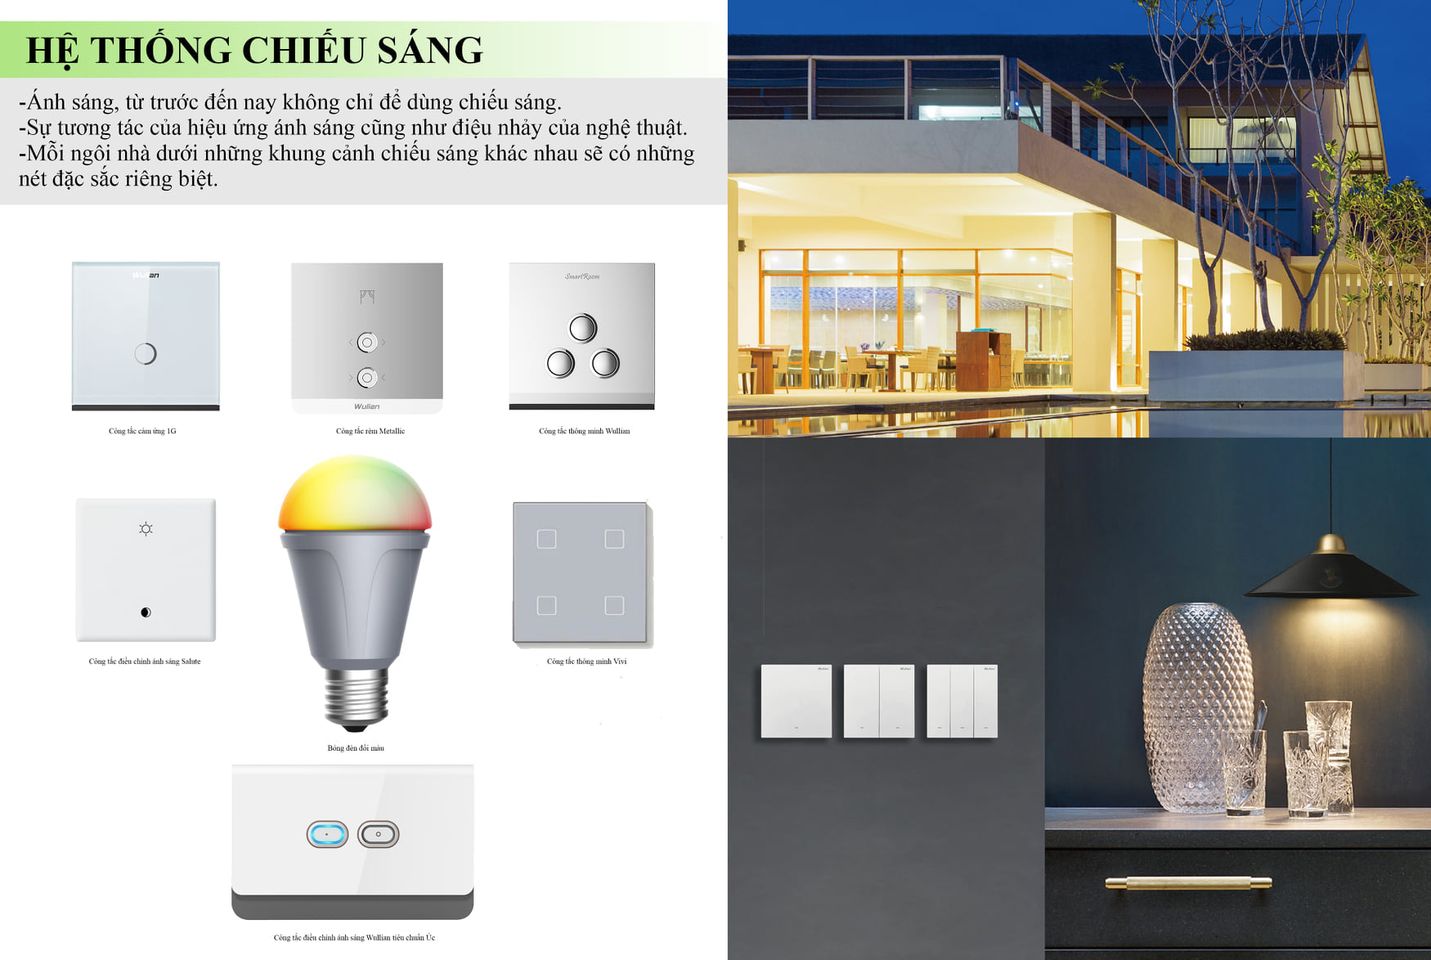 HỆ THỐNG CHIẾU SÁNG
-Ánh sáng, từ trước đến nay không chỉ để dùng chiếu sáng.
-Sự tương tác của hiệu ứng ánh sáng cũng như điệu nhảy của nghệ thuật.
-Mỗi ngôi nhà dưới những khung cảnh chiếu sáng khác nhau sẽ có những
nét đặc sắc riêng biệt.
Wulian
SmartRoom
Wulian
Công tắc cảm ứng 1G
Công tắc rèm Metallic
Công tắc thông minh Wullian
Công tắc điều chỉnh ánh sáng Salute
Công tắc thông minh Vivi
Bóng đèn đổi màu
Công tắc điều chỉnh ánh sáng Wullian tiêu chuẩn Úc
Wulian
Wulian
Wulian